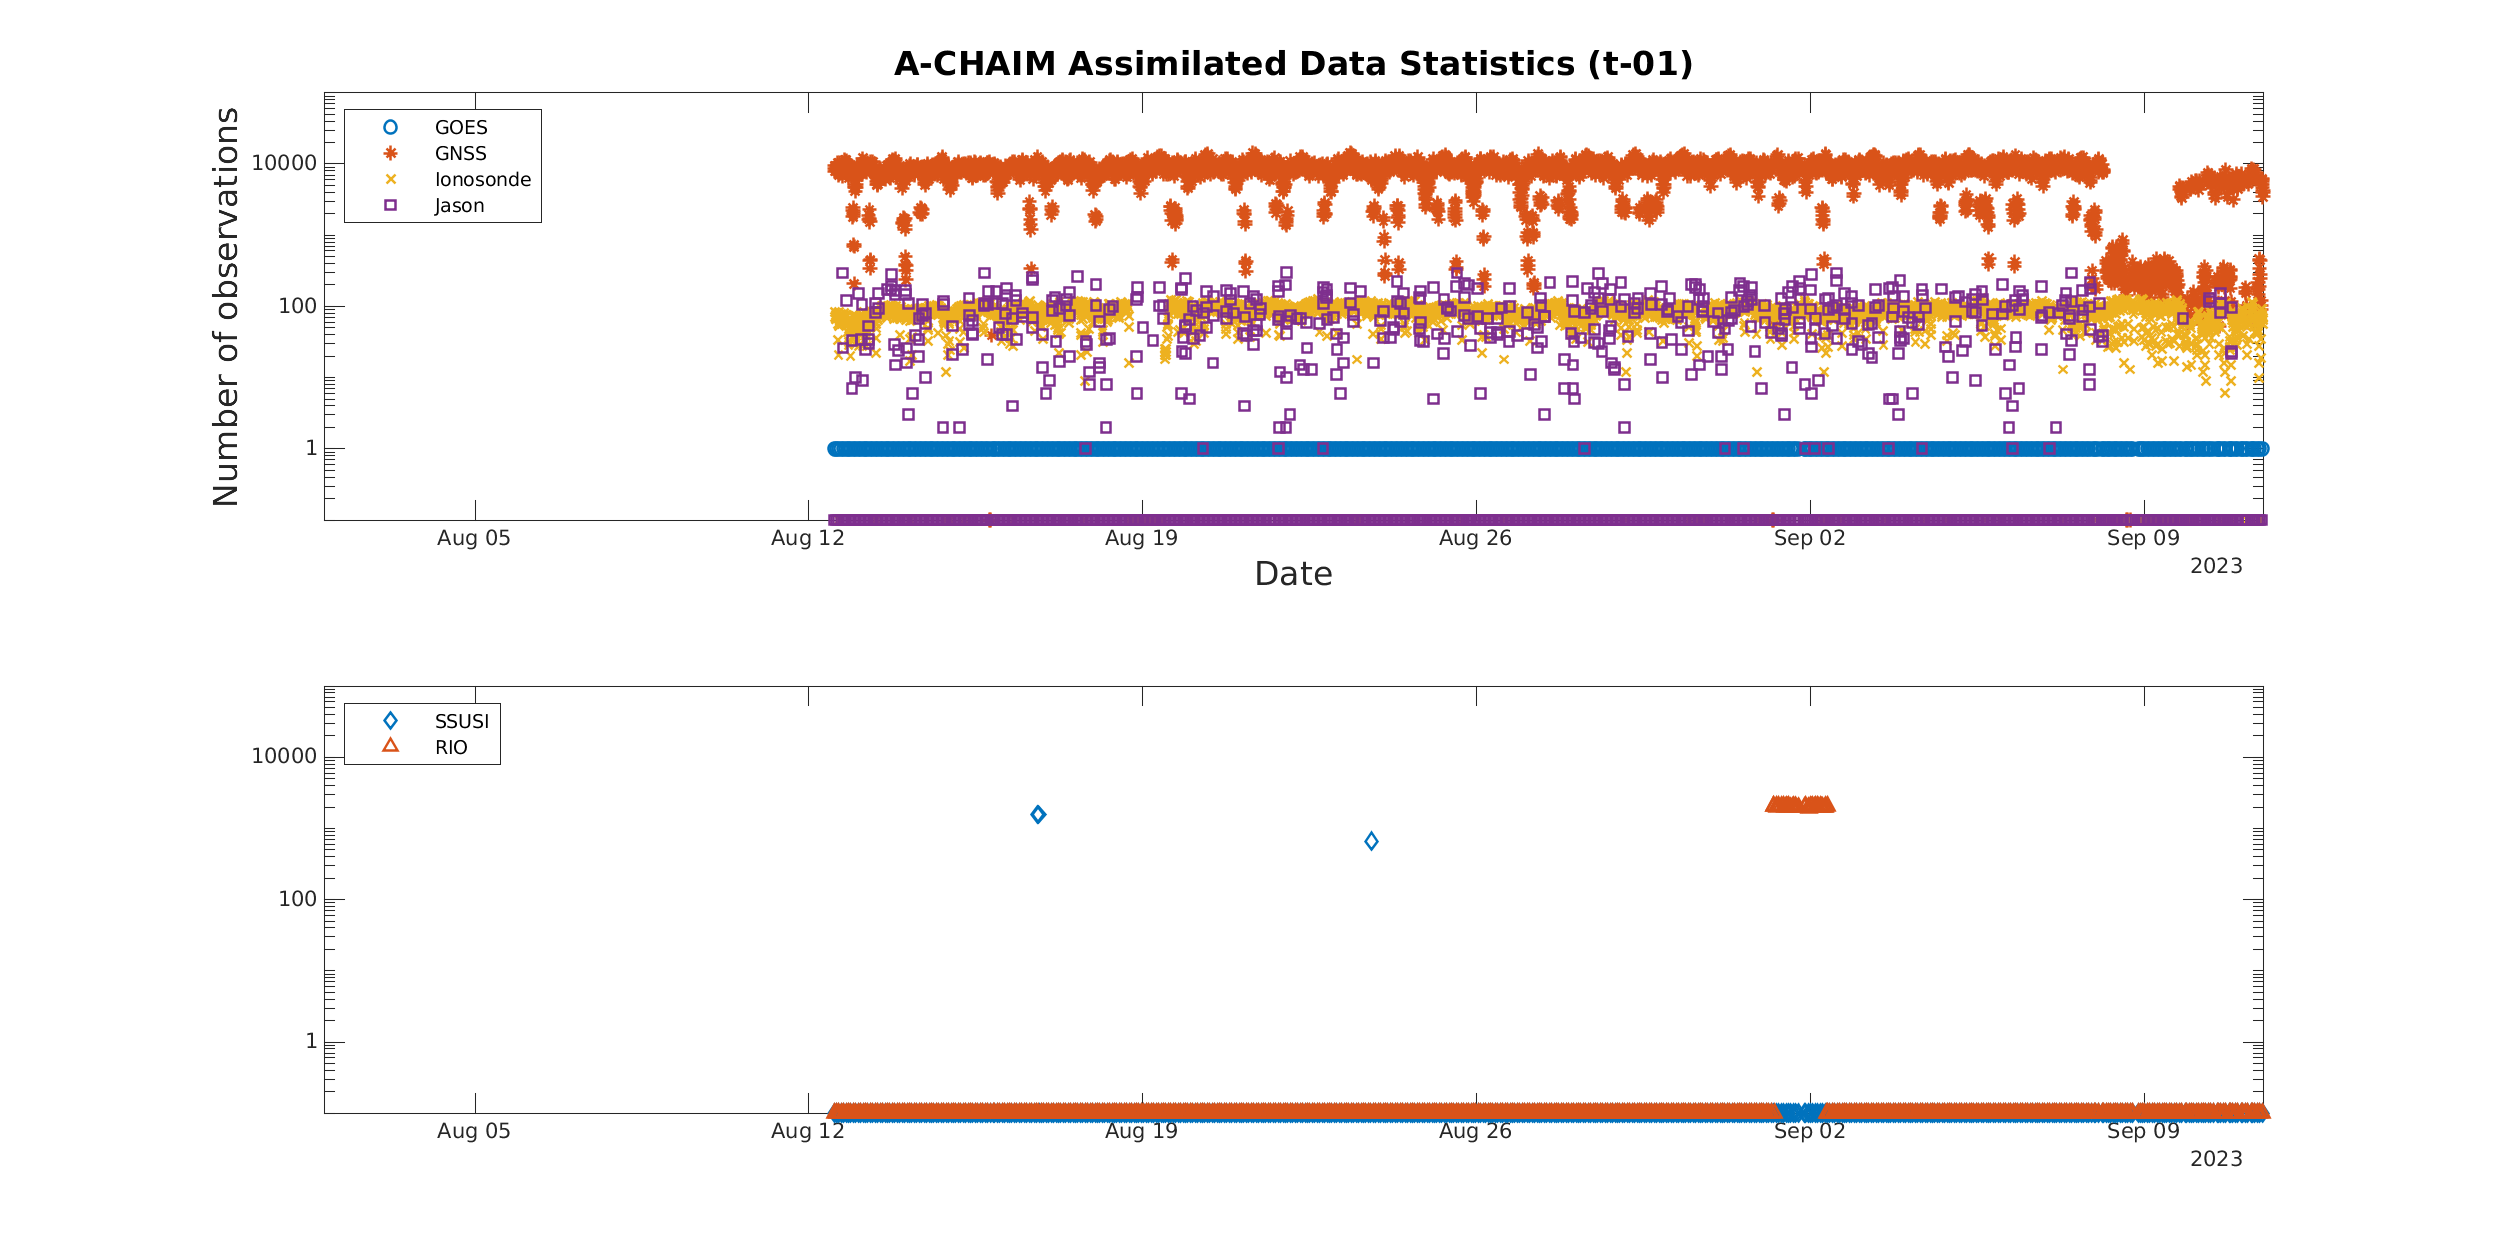 A-CHAIM Assimilated Data Statistics (t-01)
Number of observations
10000
100
1
GOES
GNSS
Ionosonde
Jason
Aug 05 Aug 12 Aug 19 Aug 26 Sep 02 Sep 09
2023
Date
10000
100
1
SSUSI
RIO
Aug 05 Aug 12 Aug 19 Aug 26 Sep 02 Sep 09
2023